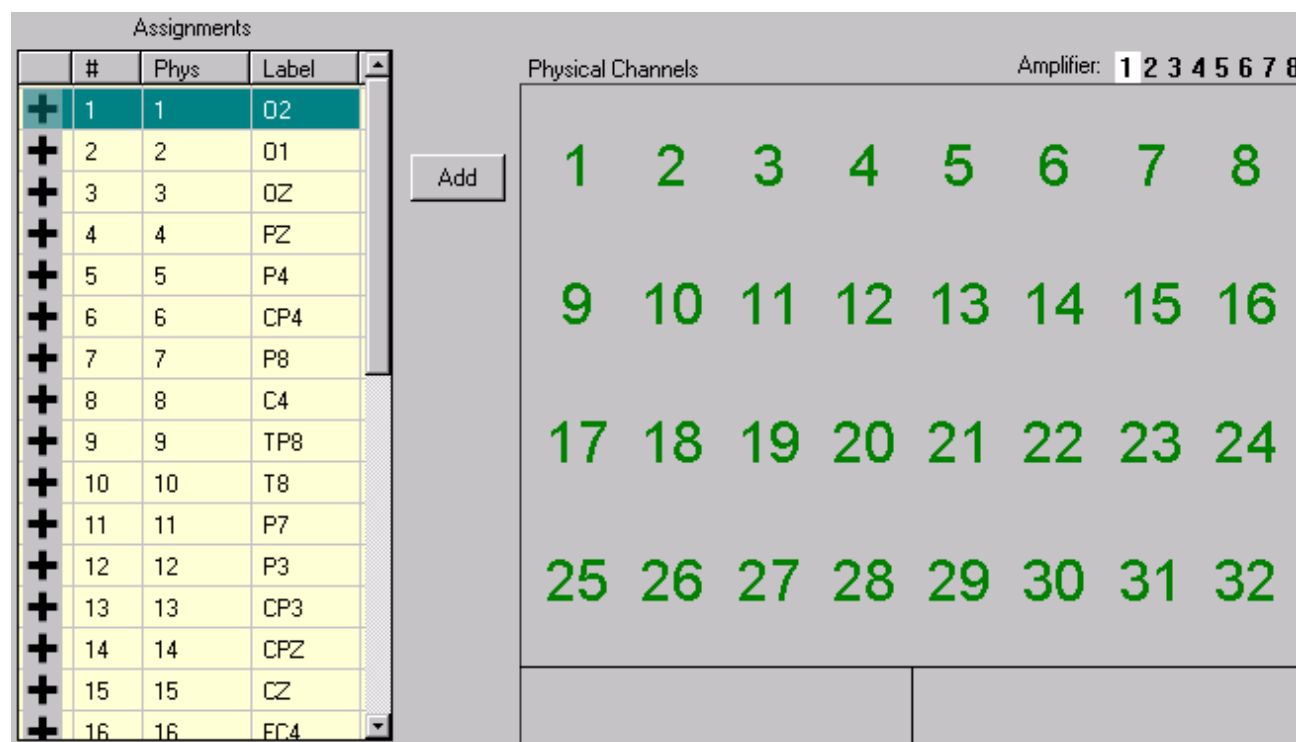 Assignments
# Phys Label
1 1 O2
2 2 O1
3 3 OZ
4 4 PZ
5 5 P4
6 6 CP4
7 7 P8
8 8 C4
9 9 TP8
10 10 T8
11 11 P7
12 12 P3
13 13 CP3
14 14 CPZ
15 15 CZ
16 16 FC4
Add
Physical Channels Amplifier: 1 2 3 4 5 6 7 8
1 2 3 4 5 6 7 8
9 10 11 12 13 14 15 16
17 18 19 20 21 22 23 24
25 26 27 28 29 30 31 32